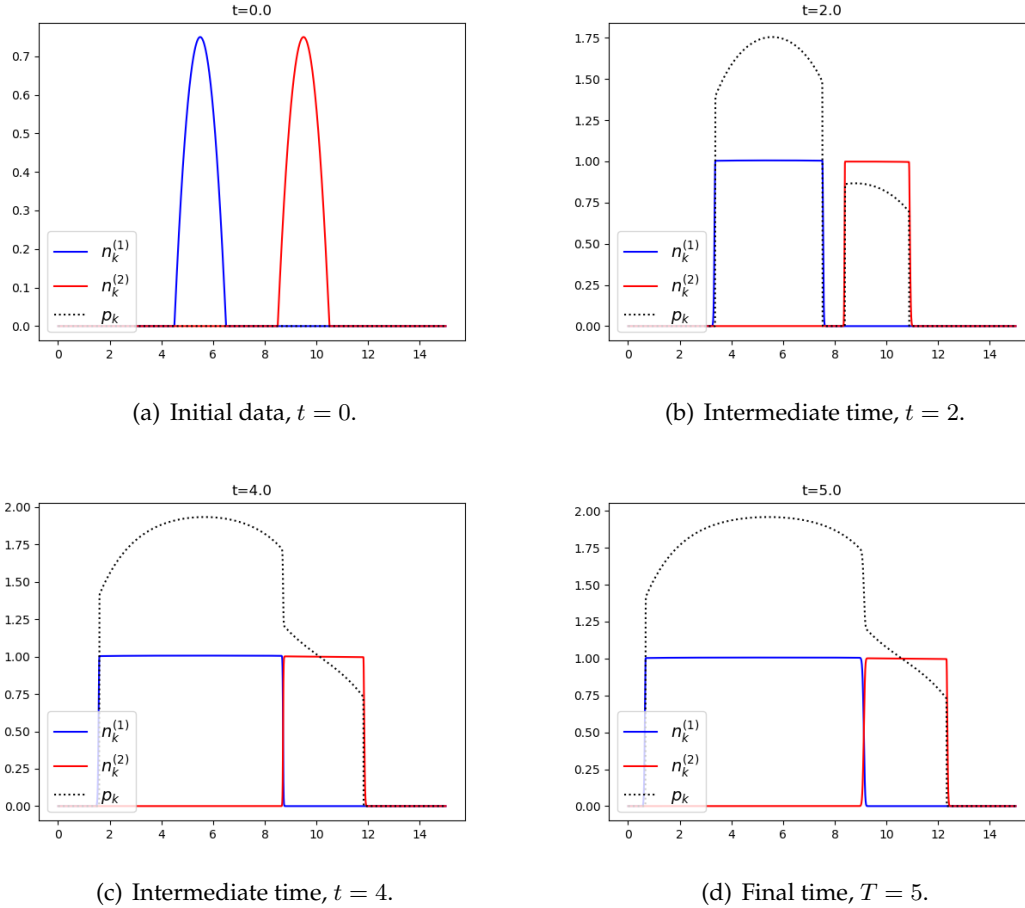 t=0.0
0.7
0.6
0.5
0.4
0.3
0.2
0.1
0.0
n_k^{(1)}
n_k^{(2)}
p_k
0 2 4 6 8 10 12 14
(a) Initial data, t = 0.
t=2.0
1.75
1.50
1.25
1.00
0.75
0.50
0.25
0.00
n_k^{(1)}
n_k^{(2)}
p_k
0 2 4 6 8 10 12 14
(b) Intermediate time, t = 2.
t=4.0
2.00
1.75
1.50
1.25
1.00
0.75
0.50
0.25
0.00
n_k^{(1)}
n_k^{(2)}
p_k
0 2 4 6 8 10 12 14
(c) Intermediate time, t = 4.
t=5.0
2.00
1.75
1.50
1.25
1.00
0.75
0.50
0.25
0.00
n_k^{(1)}
n_k^{(2)}
p_k
0 2 4 6 8 10 12 14
(d) Final time, T = 5.